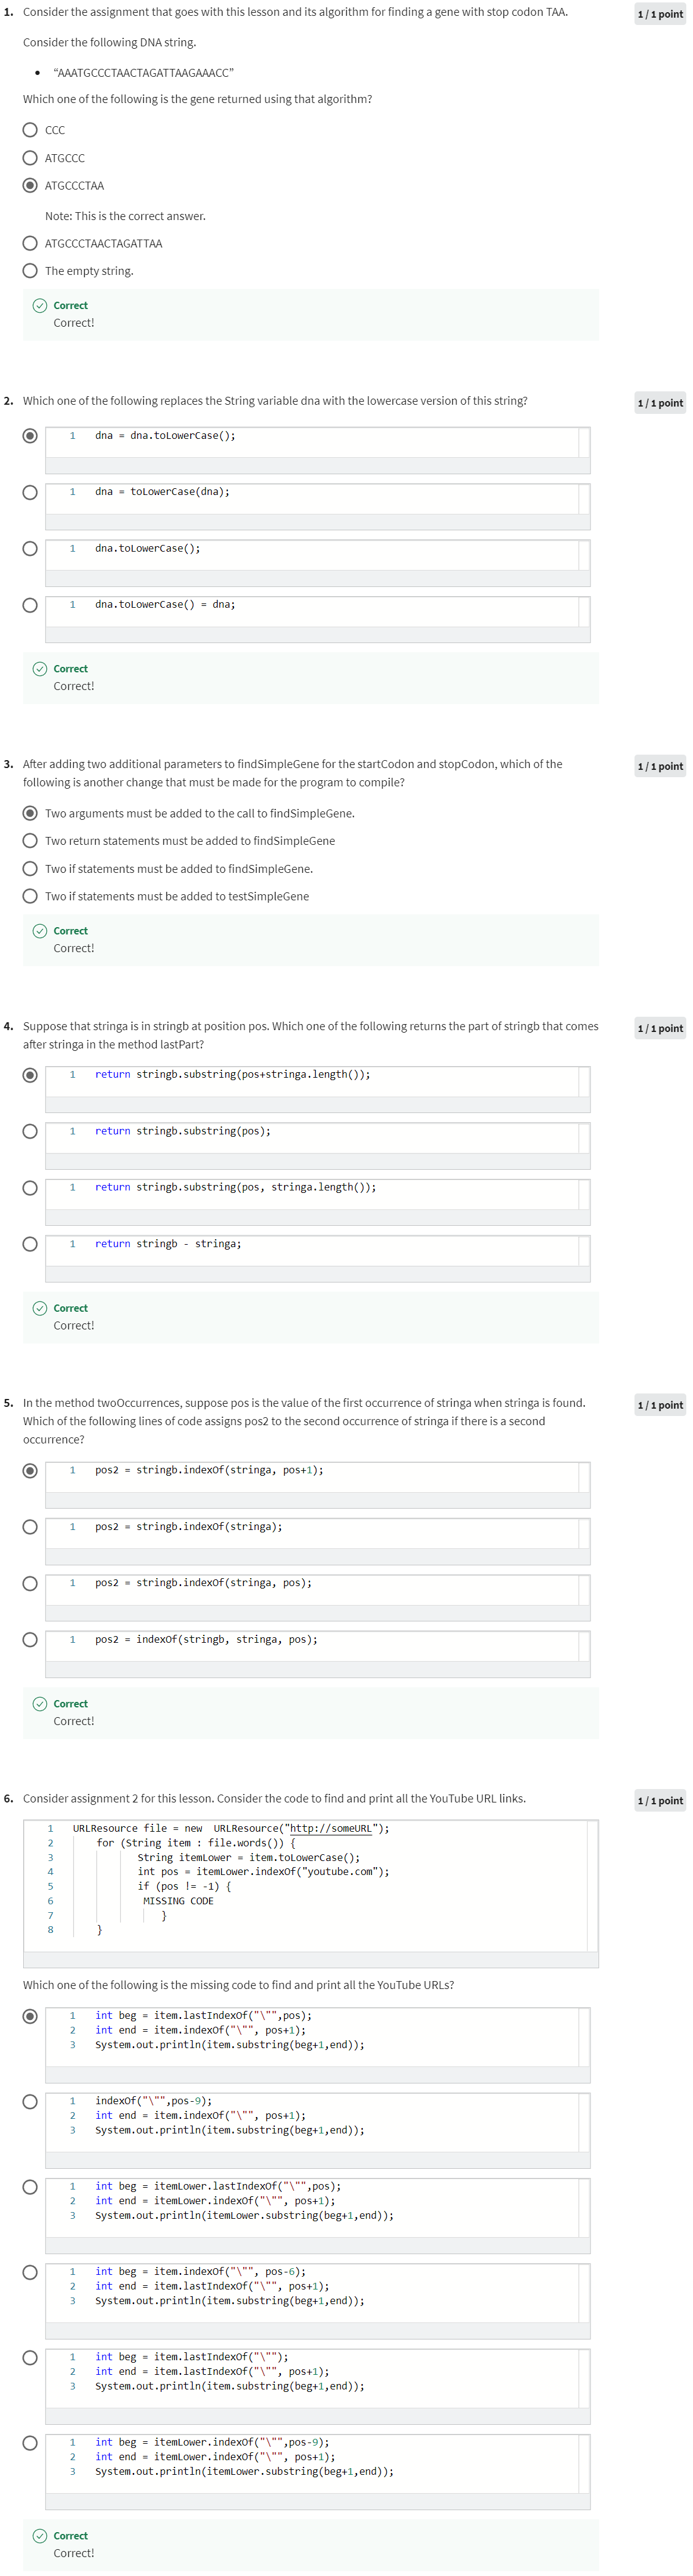 1. Consider the assignment that goes with this lesson and its algorithm for finding a gene with stop codon TAA.
1 / 1 point
Consider the following DNA string.
• “AAATGCCCTAACTAGATTAAGAAACC”
Which one of the following is the gene returned using that algorithm?
CCC
ATGCCC
ATGCCCTAA
Note: This is the correct answer.
ATGCCCTAACTAGATTAA
The empty string.
Correct
Correct!
2. Which one of the following replaces the String variable dna with the lowercase version of this string?
1 / 1 point
1 dna = dna.toLowerCase();
1 dna = toLowerCase(dna);
1 dna.toLowerCase();
1 dna.toLowerCase() = dna;
Correct
Correct!
3. After adding two additional parameters to findSimpleGene for the startCodon and stopCodon, which of the
1 / 1 point
following is another change that must be made for the program to compile?
Two arguments must be added to the call to findSimpleGene.
Two return statements must be added to findSimpleGene
Two if statements must be added to findSimpleGene.
Two if statements must be added to testSimpleGene
Correct
Correct!
4. Suppose that stringa is in stringb at position pos. Which one of the following returns the part of stringb that comes
1 / 1 point
after stringa in the method lastPart?
1 return stringb.substring(pos+stringa.length());
1 return stringb.substring(pos);
1 return stringb.substring(pos, stringa.length());
1 return stringb - stringa;
Correct
Correct!
5. In the method twoOccurrences, suppose pos is the value of the first occurrence of stringa when stringa is found.
1 / 1 point
Which of the following lines of code assigns pos2 to the second occurrence of stringa if there is a second
occurrence?
1 pos2 = stringb.indexOf(stringa, pos+1);
1 pos2 = stringb.indexOf(stringa);
1 pos2 = stringb.indexOf(stringa, pos);
1 pos2 = indexOf(stringb, stringa, pos);
Correct
Correct!
6. Consider assignment 2 for this lesson. Consider the code to find and print all the YouTube URL links.
1 / 1 point
1 URLResource file = new  URLResource("http://someURL");
2 for (String item : file.words()) {
3 String itemLower = item.toLowerCase();
4 int pos = itemLower.indexOf("youtube.com");
5 if (pos != -1) {
6 MISSING CODE
7 }
8 }
Which one of the following is the missing code to find and print all the YouTube URLs?
1 int beg = item.lastIndexOf("\"",pos);
2 int end = item.indexOf("\"", pos+1);
3 System.out.println(item.substring(beg+1,end));
1 indexOf("\"",pos-9);
2 int end = item.indexOf("\"", pos+1);
3 System.out.println(item.substring(beg+1,end));
1 int beg = itemLower.lastIndexOf("\"",pos);
2 int end = itemLower.indexOf("\"", pos+1);
3 System.out.println(itemLower.substring(beg+1,end));
1 int beg = item.indexOf("\"", pos-6);
2 int end = item.lastIndexOf("\"", pos+1);
3 System.out.println(item.substring(beg+1,end));
1 int beg = item.lastIndexOf("\"");
2 int end = item.lastIndexOf("\"", pos+1);
3 System.out.println(item.substring(beg+1,end));
1 int beg = itemLower.indexOf("\"",pos-9);
2 int end = itemLower.indexOf("\"", pos+1);
3 System.out.println(itemLower.substring(beg+1,end));
Correct
Correct!